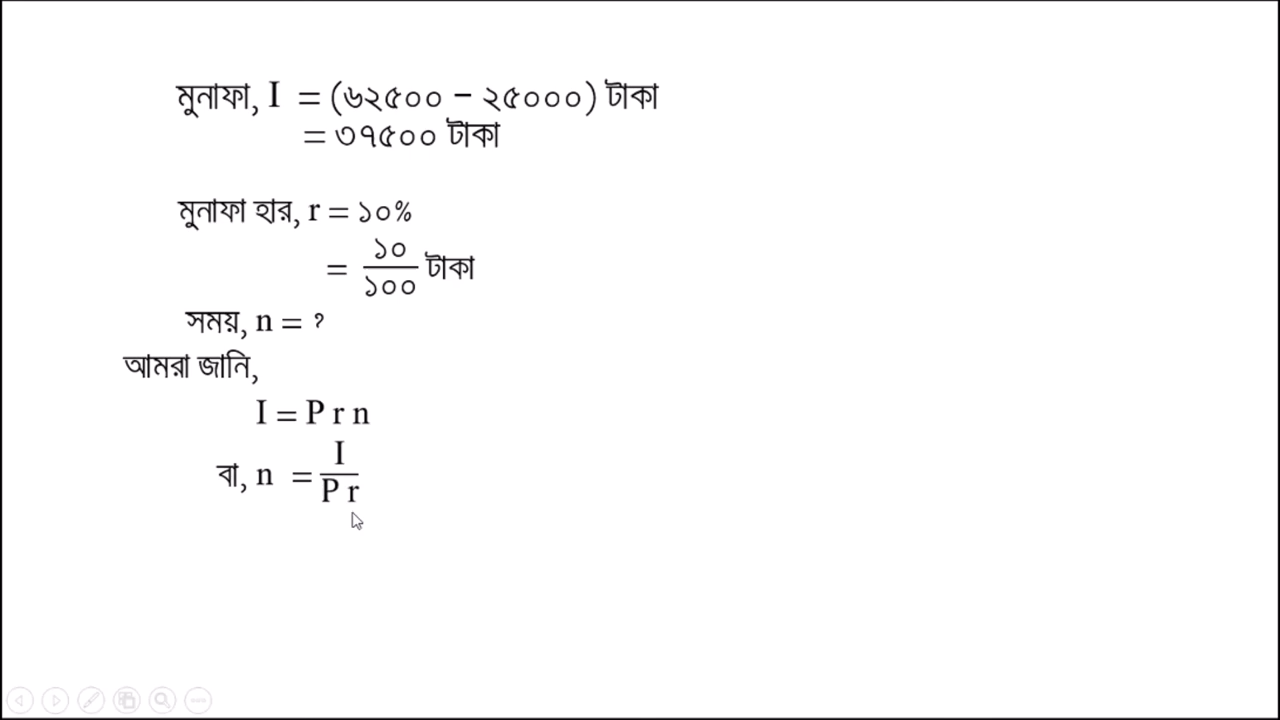 মুনাফা, I = (৬২৫০০ − ২৫০০০) টাকা
= ৩৭৫০০ টাকা
মুনাফা হার, r = ১০%
= ১০/১০০ টাকা
সময়, n = ?
আমরা জানি,
I = P r n
বা, n = I/P r